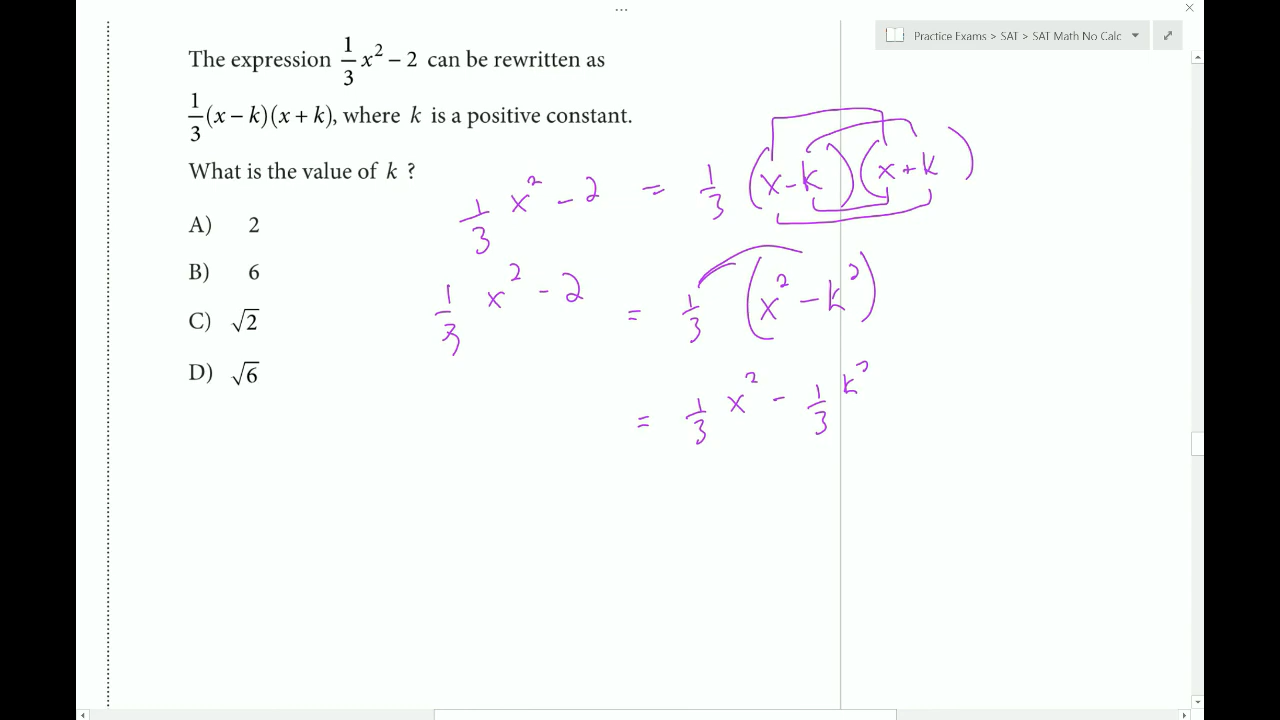 Practice Exams > SAT > SAT Math No Calc
The expression 1/3 x² − 2 can be rewritten as
1/3 (x − k)(x + k), where k is a positive constant.
What is the value of k ?
A) 2
B) 6
C) √2
D) √6
1/3 x² − 2 = 1/3 (x − k)(x + k)
1/3 x² − 2 = 1/3 (x² − k²)
= 1/3 x² − 1/3 k²